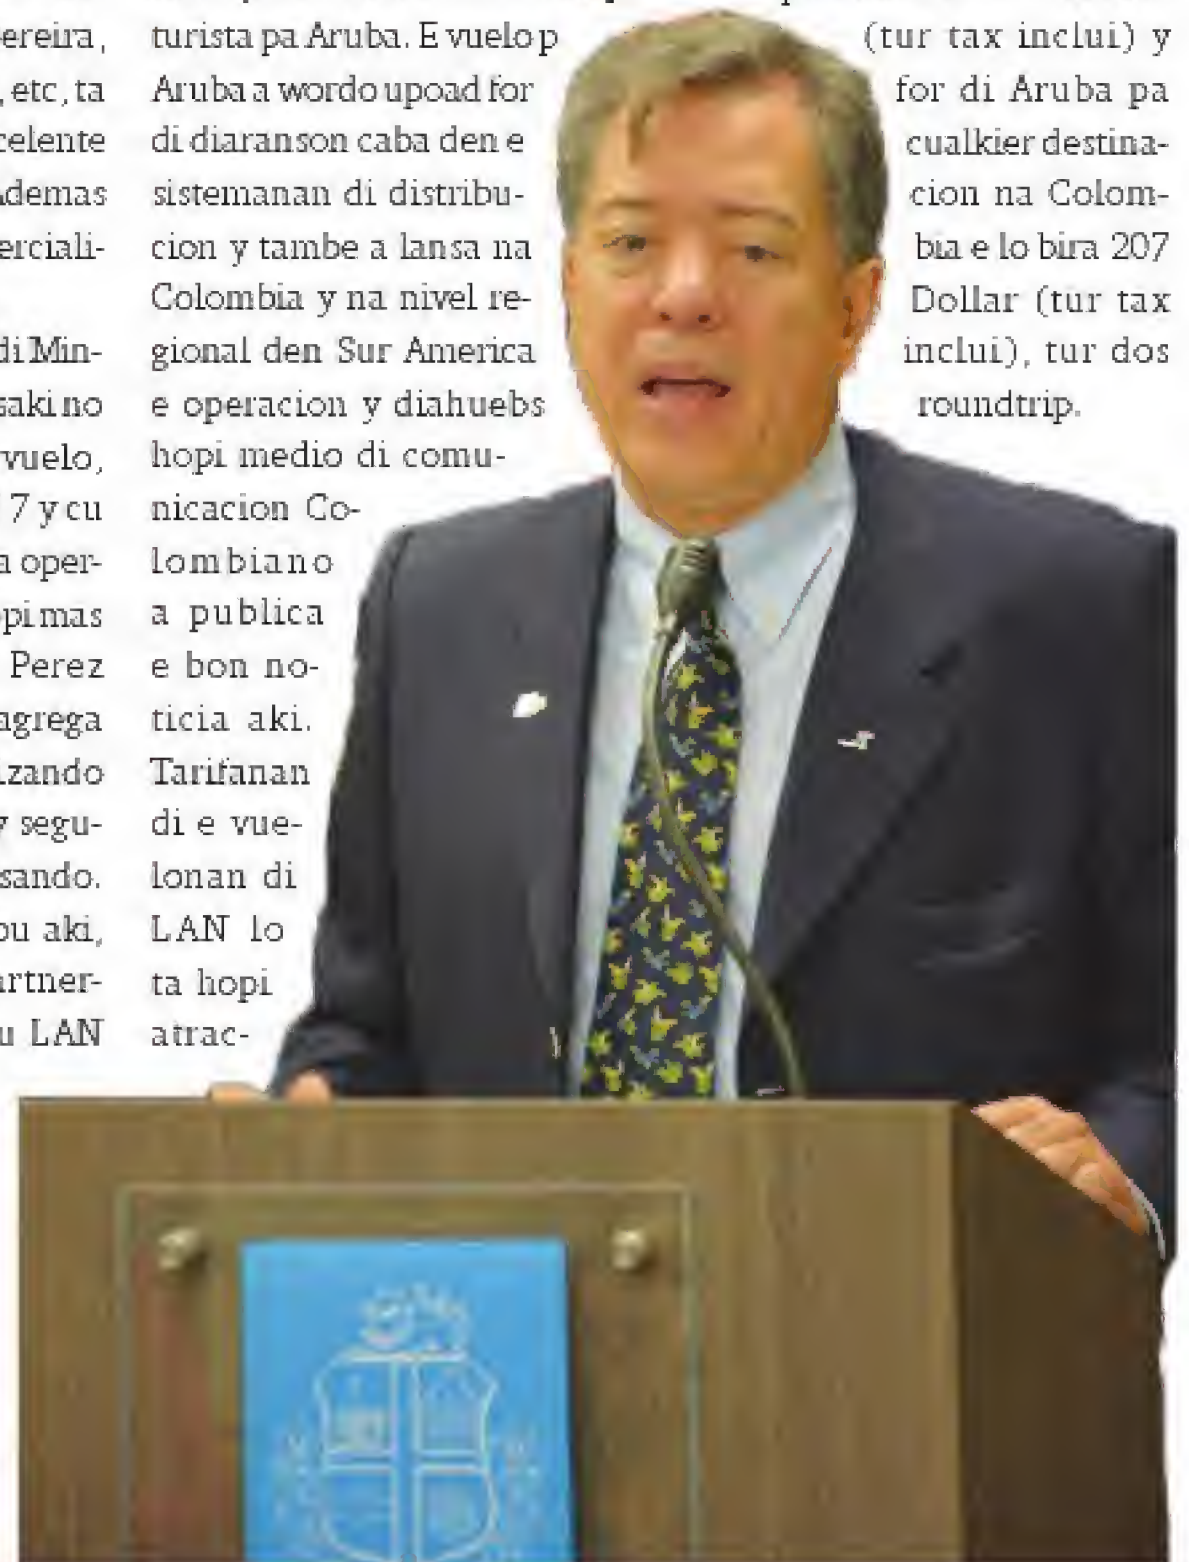 ereira,
, etc, ta
celente
Ademas
erciali-
di Min-
saki no
vuelo,
7 y cu
a oper-
pi mas
Perez
agrega
izando
y segu-
sando.
ou aki,
artner-
u LAN
turista pa Aruba. E vuelo p
Aruba a wordo upoad for
di diaranson caba den e
sistemanan di distribu-
cion y tambe a lansa na
Colombia y na nivel re-
gional den Sur America
e operacion y diahuebs
hopi medio di comu-
nicacion Co-
lombiano
a publica
e bon no-
ticia aki.
Tarifanan
di e vue-
lonan di
LAN lo
ta hopi
atrac-
(tur tax inclui) y
for di Aruba pa
cualkier destina-
cion na Colom-
bia e lo bira 207
Dollar (tur tax
inclui), tur dos
roundtrip.